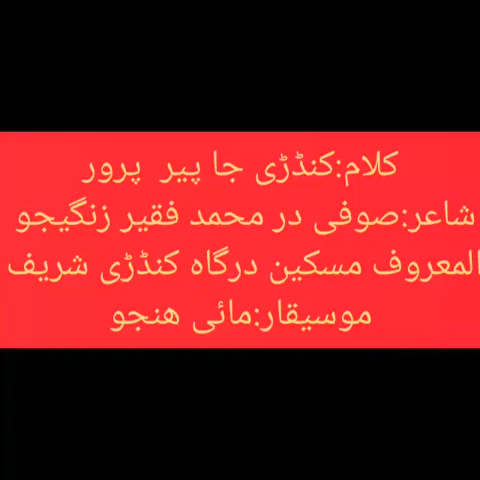 کلام:کنڈڑی جا پیر پرور
شاعر:صوفی در محمد فقیر زنگیجو
المعروف مسکین درگاہ کنڈڑی شریف
موسیقار:مائی ھنجو